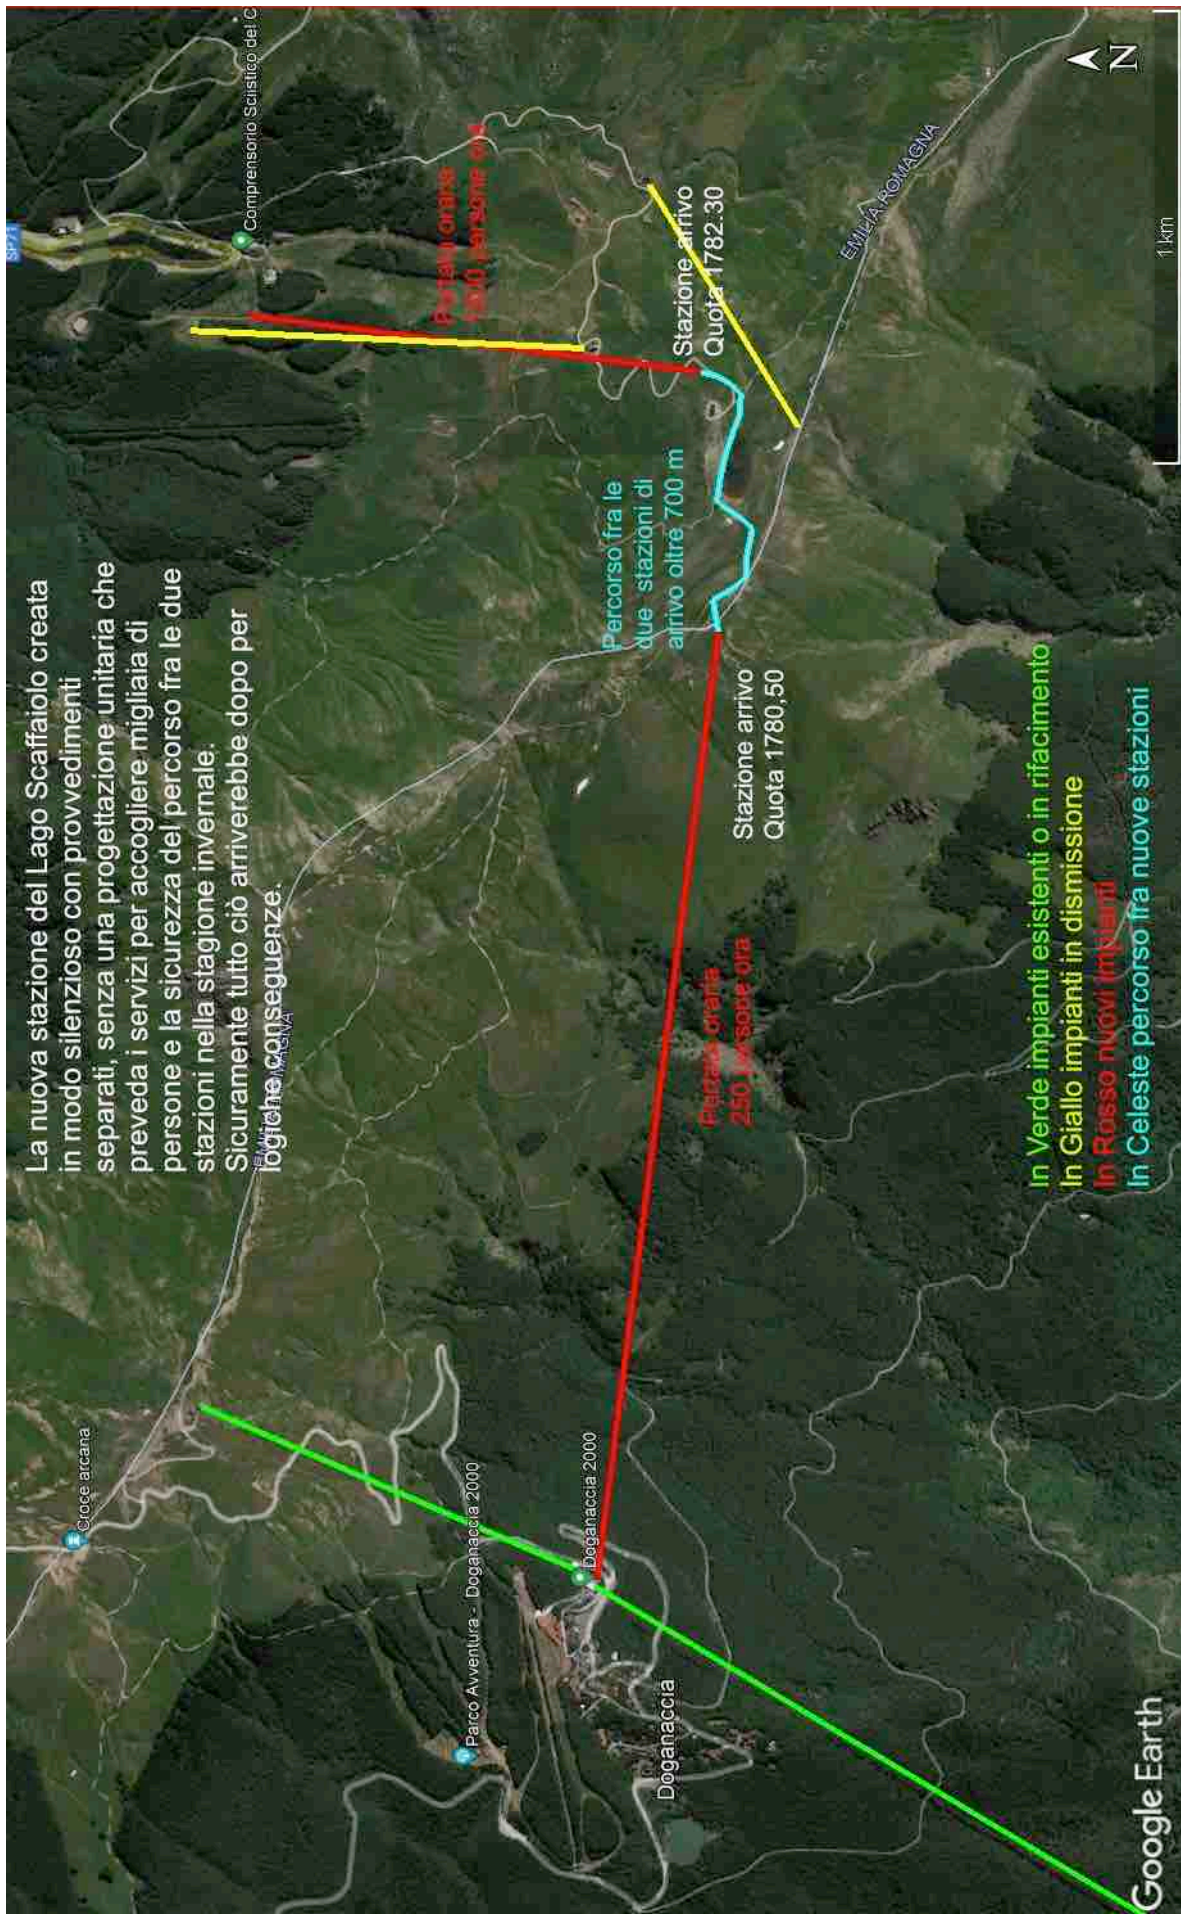 La nuova stazione del Lago Scaffaiolo creata
in modo silenzioso con provvedimenti
separati, senza una progettazione unitaria che
preveda i servizi per accogliere migliaia di
persone e la sicurezza del percorso fra le due
stazioni nella stagione invernale.
Sicuramente tutto ciò arriverebbe dopo per
logiche conseguenze.
SP71
Comprensorio Sciistico del C
Croce arcana
Portata oraria
persone ora
Parco Avventura - Doganaccia 2000
Doganaccia 2000
Percorso fra le
due stazioni di
arrivo oltre 700 m
Stazione arrivo
Quota 1782.30
EMILIA-ROMAGNA
Doganaccia
Portata oraria
250 persone ora
Stazione arrivo
Quota 1780,50
In Verde impianti esistenti o in rifacimento
In Giallo impianti in dismissione
In Rosso nuovi impianti
In Celeste percorso fra nuove stazioni
N
1 km
Google Earth